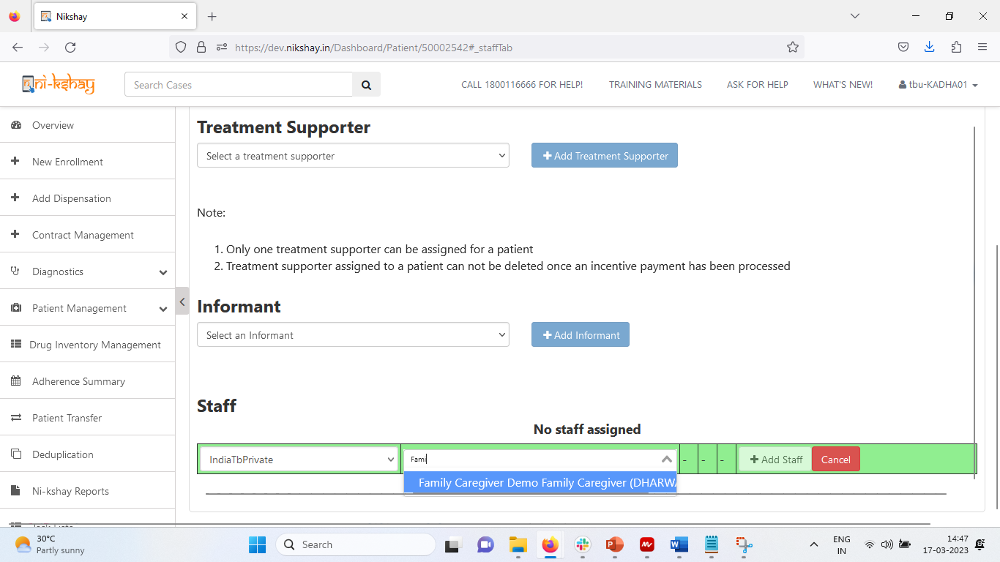 Nikshay
https://dev.nikshay.in/Dashboard/Patient/50002542#_staffTab
ni-kshay
Search Cases
CALL 1800116666 FOR HELP!
TRAINING MATERIALS
ASK FOR HELP
WHAT'S NEW!
tbu-KADHA01
Overview
New Enrollment
Add Dispensation
Contract Management
Diagnostics
Patient Management
Drug Inventory Management
Adherence Summary
Patient Transfer
Deduplication
Ni-kshay Reports
Treatment Supporter
Select a treatment supporter
Add Treatment Supporter
Note:
1. Only one treatment supporter can be assigned for a patient
2. Treatment supporter assigned to a patient can not be deleted once an incentive payment has been processed
Informant
Select an Informant
Add Informant
Staff
No staff assigned
IndiaTbPrivate
Fami
- - -
Add Staff
Cancel
Family Caregiver Demo Family Caregiver (DHARWA
30°C
Partly sunny
Search
ENG
IN
14:47
17-03-2023